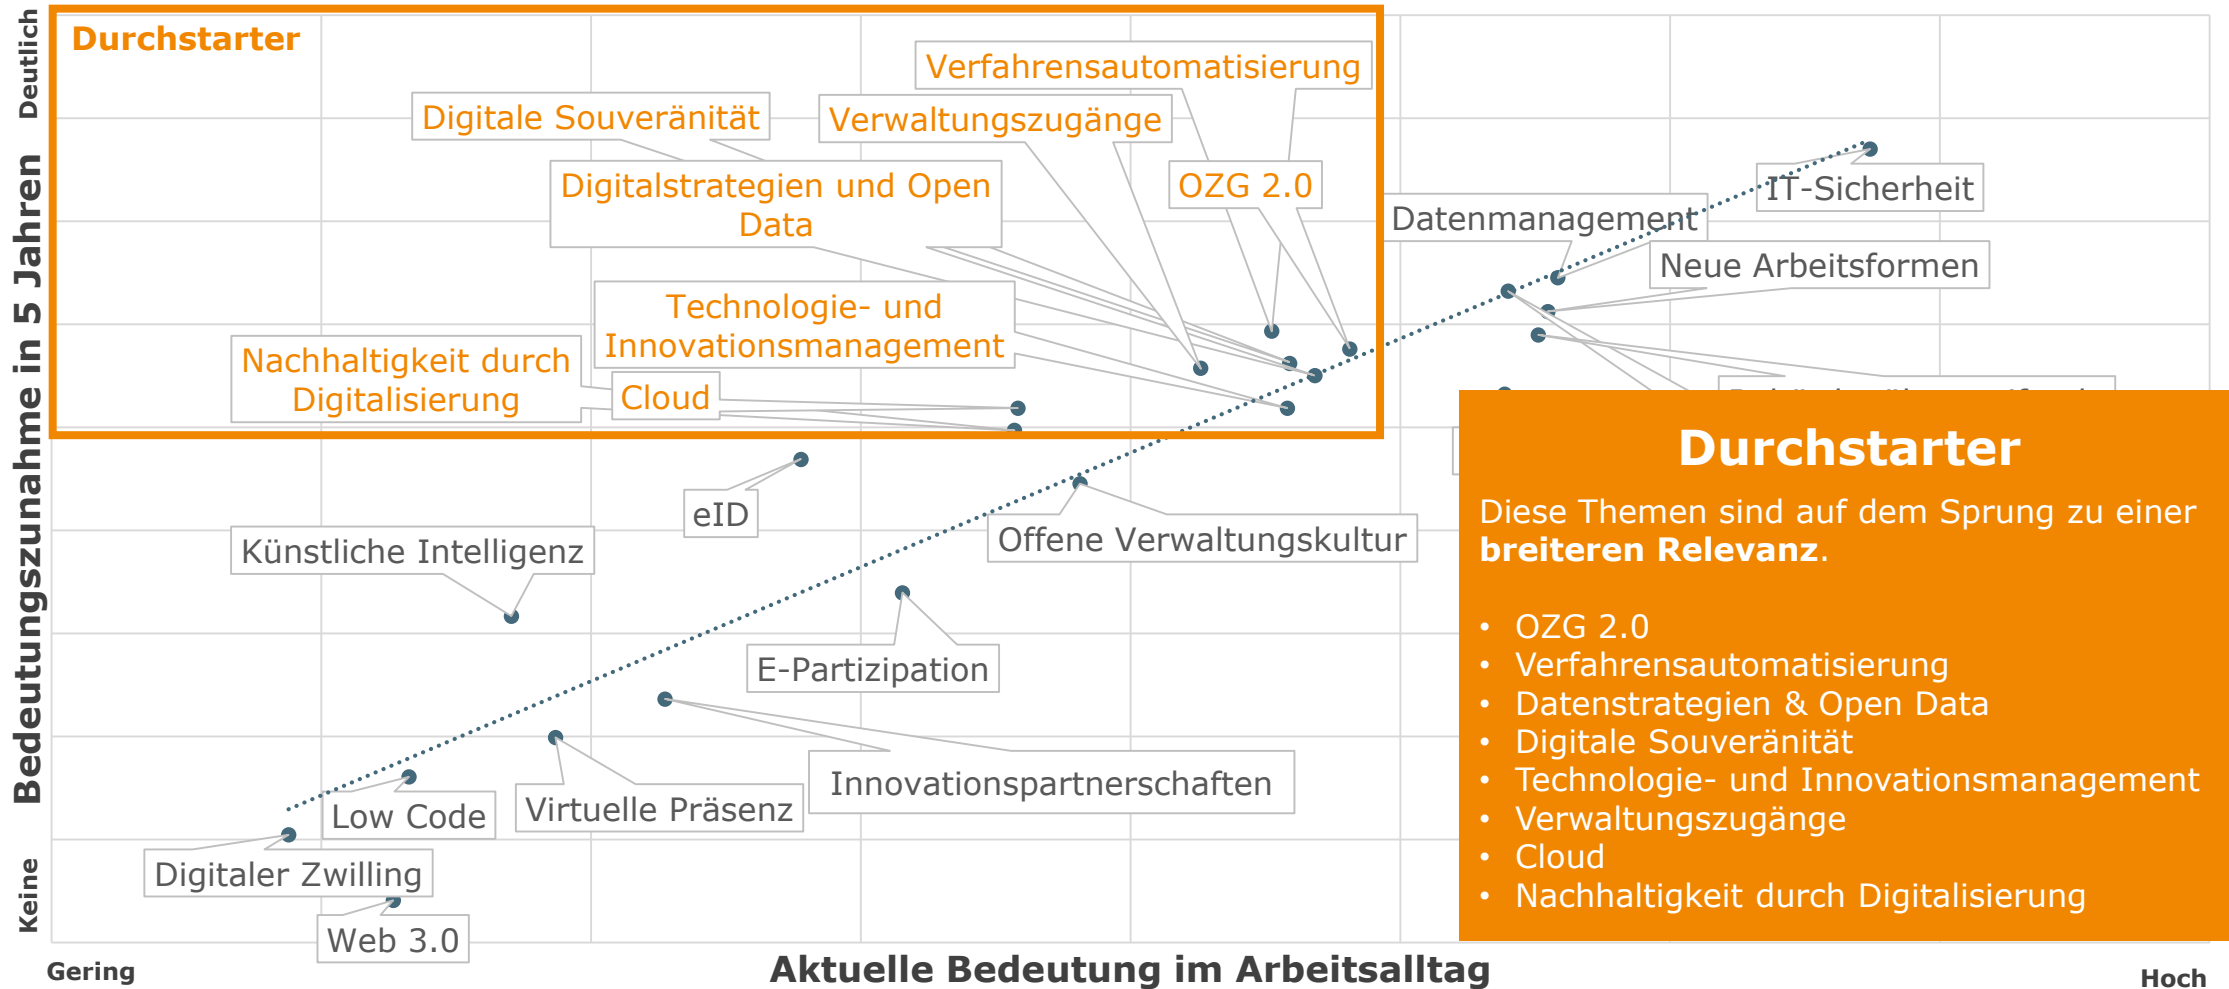 Durchstarter
Verfahrensautomatisierung
Digitale Souveränität
Verwaltungszugänge
Digitalstrategien und Open
Data
OZG 2.0
IT-Sicherheit
Datenmanagement
Neue Arbeitsformen
Technologie- und
Innovationsmanagement
Nachhaltigkeit durch
Digitalisierung
Cloud
eID
Offene Verwaltungskultur
Künstliche Intelligenz
E-Partizipation
Innovationspartnerschaften
Virtuelle Präsenz
Low Code
Digitaler Zwilling
Web 3.0
Deutlich
Bedeutungszunahme in 5 Jahren
Keine
Gering
Aktuelle Bedeutung im Arbeitsalltag
Hoch
Durchstarter
Diese Themen sind auf dem Sprung zu einer
breiteren Relevanz.
• OZG 2.0
• Verfahrensautomatisierung
• Datenstrategien & Open Data
• Digitale Souveränität
• Technologie- und Innovationsmanagement
• Verwaltungszugänge
• Cloud
• Nachhaltigkeit durch Digitalisierung